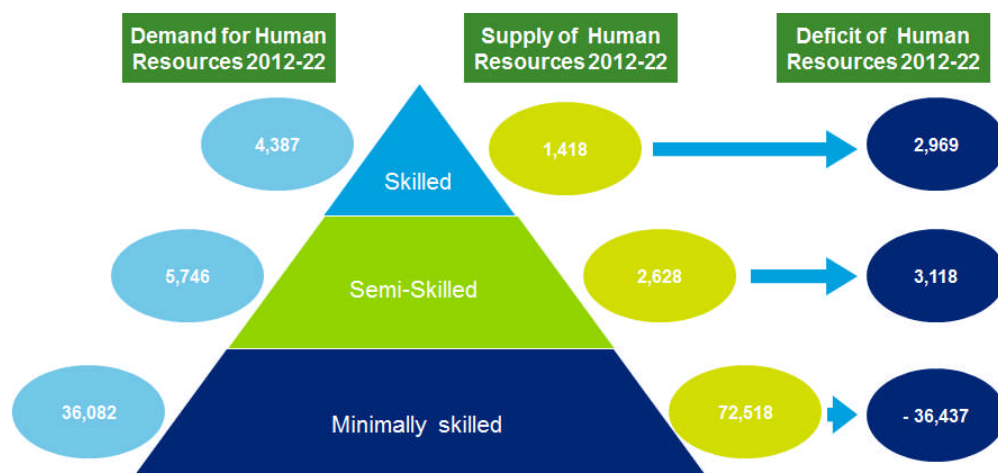 Demand for Human
Resources 2012-22
Supply of Human
Resources 2012-22
Deficit of Human
Resources 2012-22
4,387
Skilled
1,418
2,969
5,746
Semi-Skilled
2,628
3,118
36,082
Minimally skilled
72,518
- 36,437